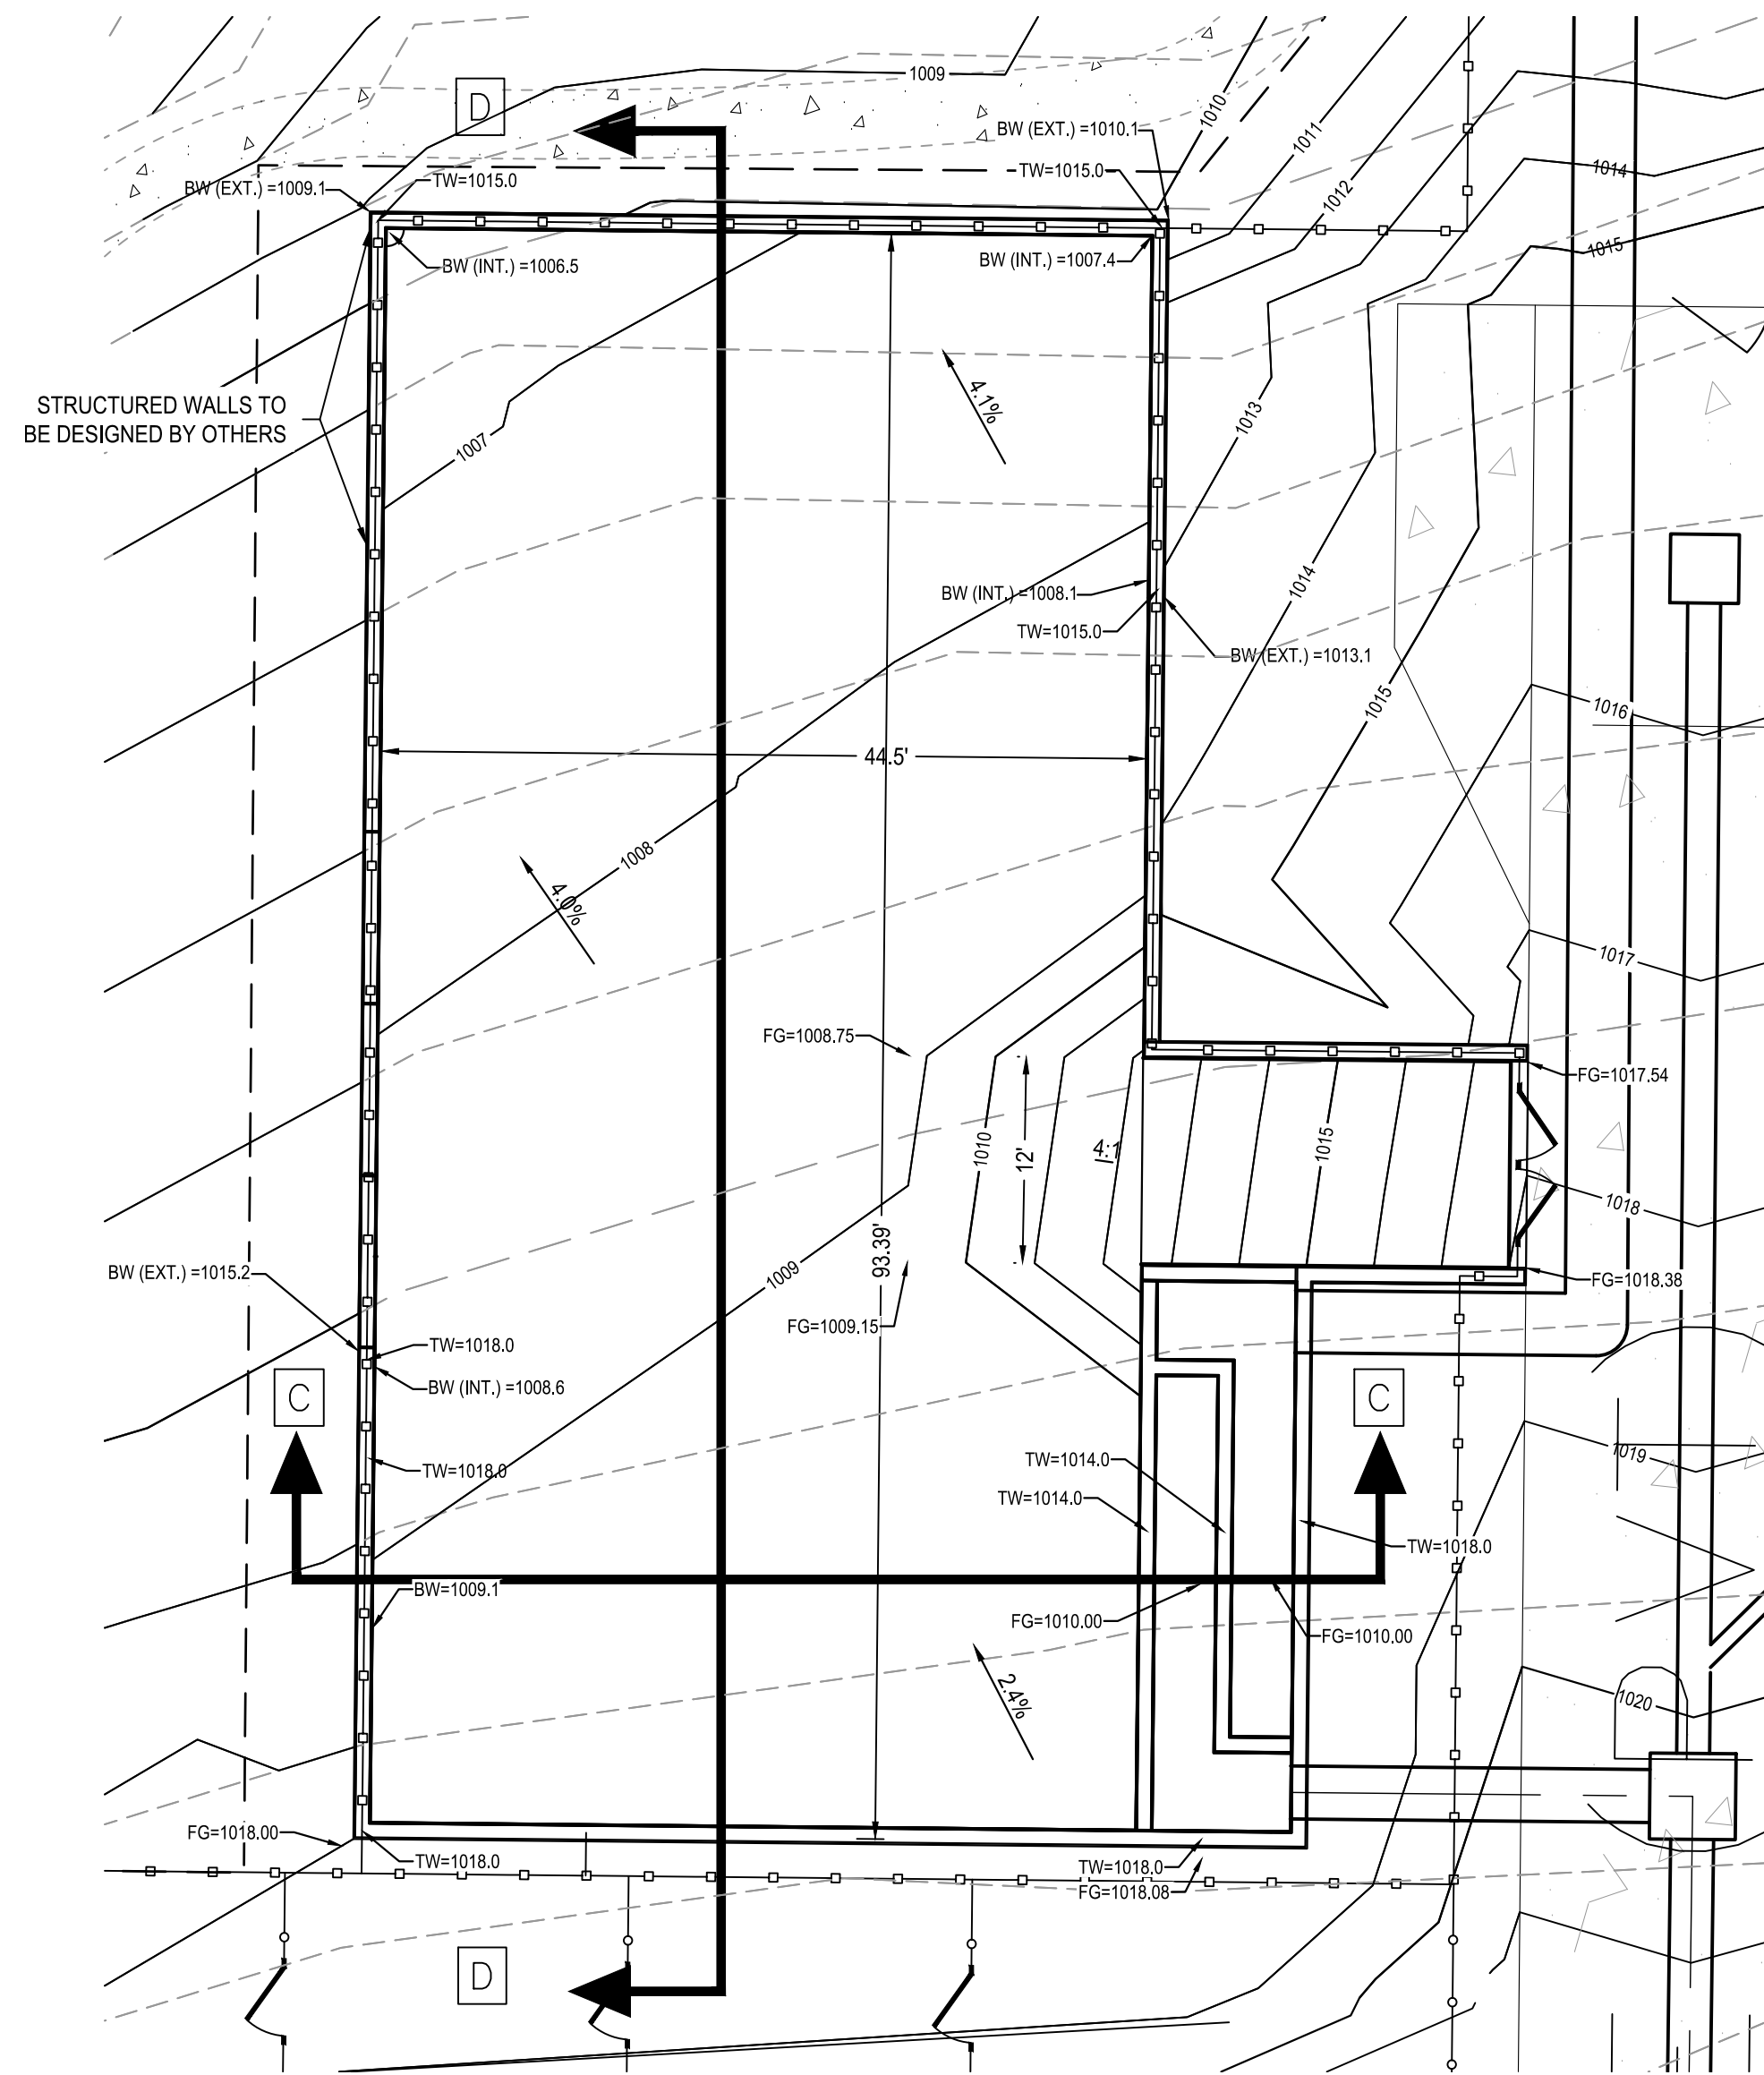 1009
D
1010
BW (EXT.) =1010.1
1011
TW=1015.0
1014
BW (EXT.) =1009.1
TW=1015.0
1012
1015
BW (INT.) =1006.5
BW (INT.) =1007.4
4.1%
STRUCTURED WALLS TO
BE DESIGNED BY OTHERS
1007
1013
1014
BW (INT.) =1008.1
TW=1015.0
BW (EXT.) =1013.1
1015
1016
44.5'
1008
4.0%
1017
FG=1008.75
FG=1017.54
1010
12'
4:1
1015
1018
93.39'
1009
BW (EXT.) =1015.2
FG=1018.38
FG=1009.15
TW=1018.0
BW (INT.) =1008.6
C
C
1019
TW=1014.0
TW=1018.0
TW=1014.0
TW=1018.0
BW=1009.1
FG=1010.00
FG=1010.00
2.4%
1020
FG=1018.00
TW=1018.0
TW=1018.0
FG=1018.08
D